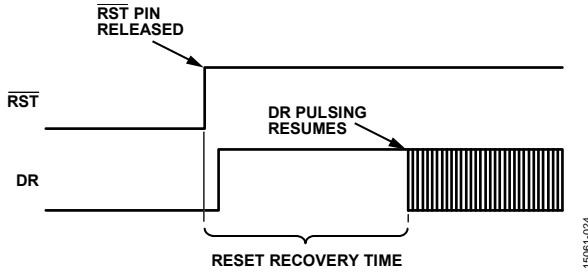 RST PIN
RELEASED
RST
DR PULSING
RESUMES
DR
RESET RECOVERY TIME
15061-024